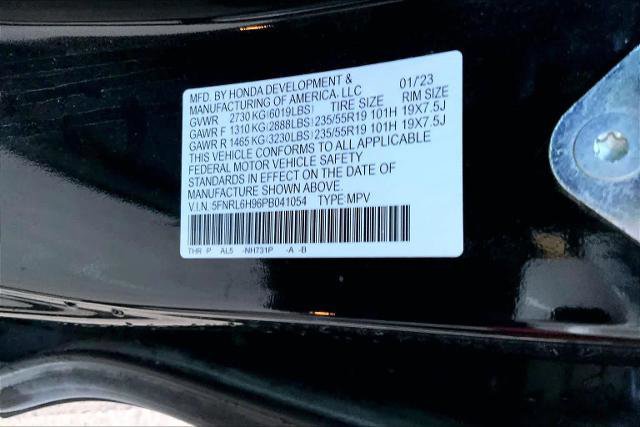 MFD. BY HONDA DEVELOPMENT & 01/'23
MANUFACTURING OF AMERICA, LLC
GVWR 2730 KG(6019LBS) TIRE SIZE RIM SIZE
GAWR F 1310 KG(2888LBS)235/55R19 101H 19X7.5J
GAWR R 1465 KG(3230LBS)235/55R19 101H 19X7.5J
THIS VEHICLE CONFORMS TO ALL APPLICABLE
FEDERAL MOTOR VEHICLE SAFETY
STANDARDS IN EFFECT ON THE DATE OF
MANUFACTURE SHOWN ABOVE.
V.I.N.:5FNRL6H96PB041054 TYPE:MPV
THR P AL5 -NH731P -A -B